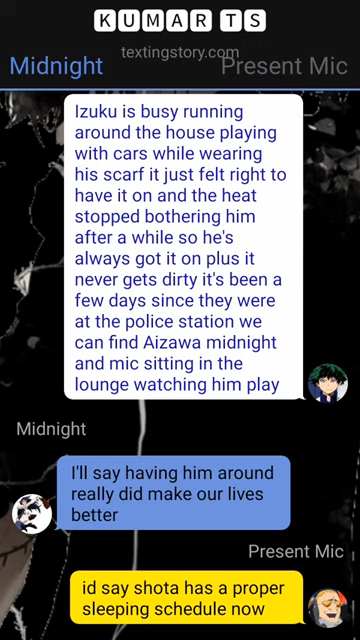 KUMAR TS
textingstory.com
Midnight Present Mic
Izuku is busy running
around the house playing
with cars while wearing
his scarf it just felt right to
have it on and the heat
stopped bothering him
after a while so he's
always got it on plus it
never gets dirty it's been a
few days since they were
at the police station we
can find Aizawa midnight
and mic sitting in the
lounge watching him play
Midnight
I'll say having him around
really did make our lives
better
Present Mic
id say shota has a proper
sleeping schedule now